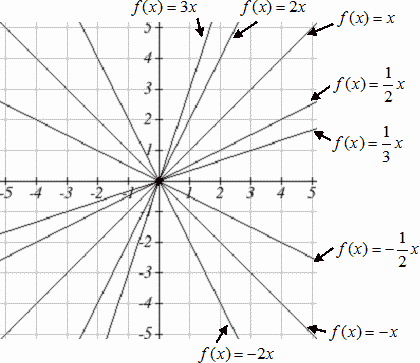 f(x) = 3x
f(x) = 2x
f(x) = x
f(x) = 1/2 x
f(x) = 1/3 x
f(x) = -1/2 x
f(x) = -x
f(x) = -2x
5
4
3
2
1
-5 -4 -3 -2 -1 1 2 3 4 5
-1
-2
-3
-4
-5